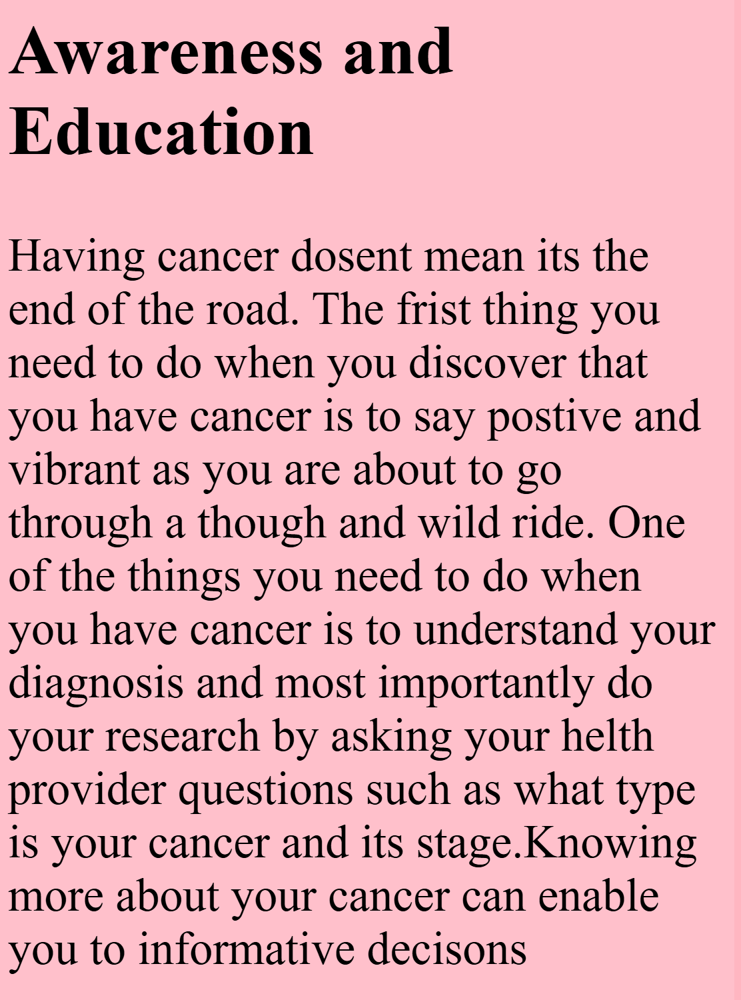 Awareness and
Education
Having cancer dosent mean its the
end of the road. The frist thing you
need to do when you discover that
you have cancer is to say postive and
vibrant as you are about to go
through a though and wild ride. One
of the things you need to do when
you have cancer is to understand your
diagnosis and most importantly do
your research by asking your helth
provider questions such as what type
is your cancer and its stage.Knowing
more about your cancer can enable
you to informative decisons